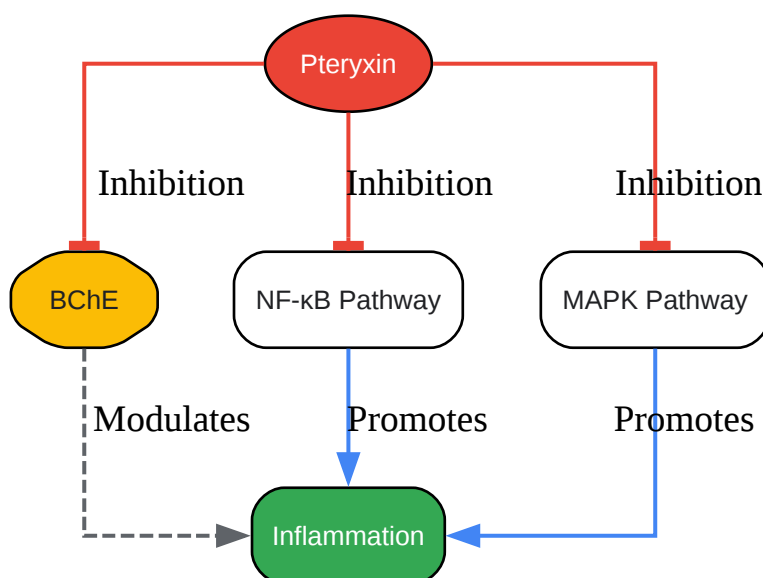 Pteryxin
Inhibition Inhibition Inhibition
BChE NF-κB Pathway MAPK Pathway
Modulates Promotes Promotes
Inflammation